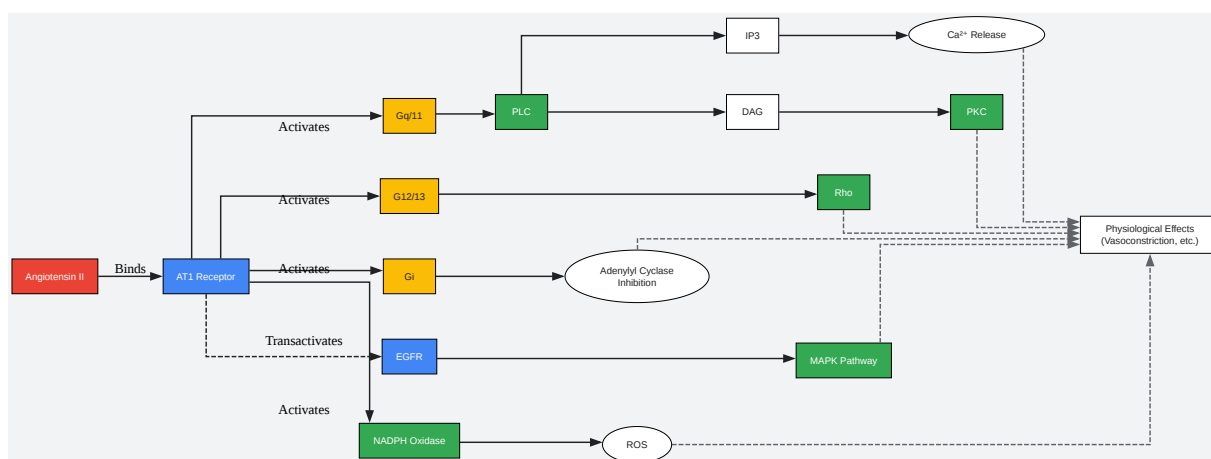 IP3
Ca²⁺ Release
Gq/11
PLC
DAG
PKC
Activates
G12/13
Rho
Activates
Physiological Effects
(Vasoconstriction, etc.)
Angiotensin II
Binds
AT1 Receptor
Activates
Gi
Adenylyl Cyclase
Inhibition
Transactivates
EGFR
MAPK Pathway
Activates
NADPH Oxidase
ROS